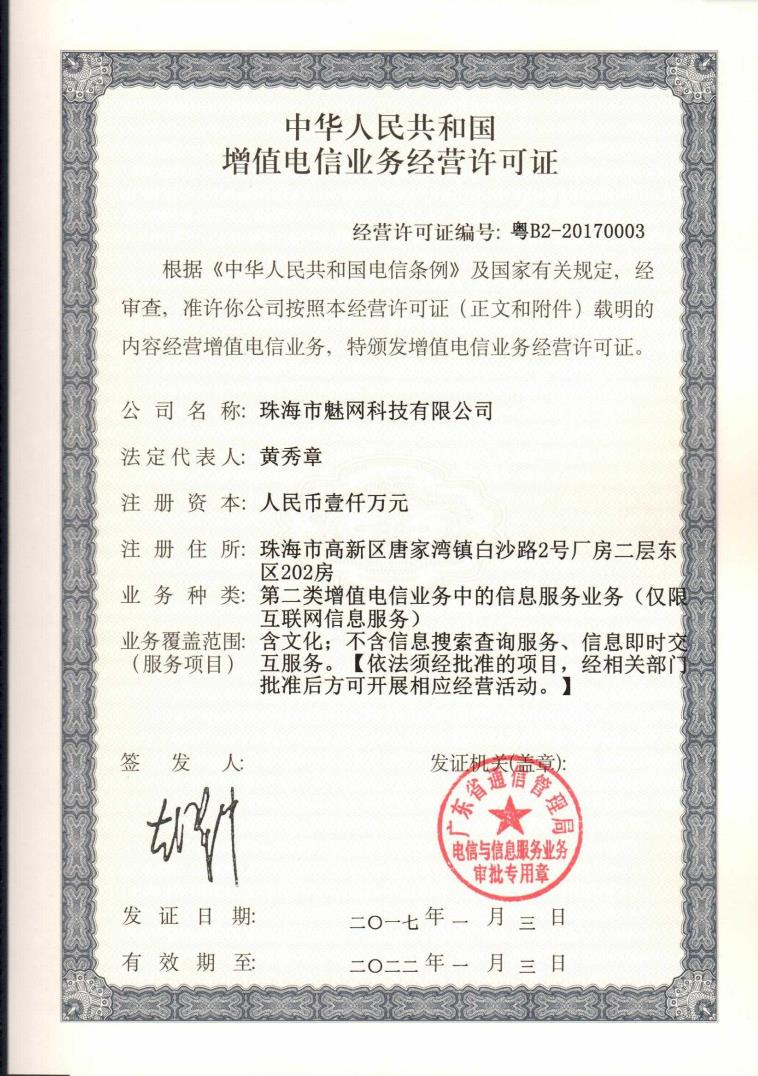 中华人民共和国
增值电信业务经营许可证
经营许可证编号: 粤B2-20170003
根据《中华人民共和国电信条例》及国家有关规定，经
审查，准许你公司按照本经营许可证（正文和附件）载明的
内容经营增值电信业务，特颁发增值电信业务经营许可证。
公司名称: 珠海市魅网科技有限公司
法定代表人: 黄秀章
注册资本: 人民币壹仟万元
注册住所: 珠海市高新区唐家湾镇白沙路2号厂房二层东
区202房
业务种类: 第二类增值电信业务中的信息服务业务（仅限
互联网信息服务）
业务覆盖范围: 含文化；不含信息搜索查询服务、信息即时交
（服务项目） 互服务。【依法须经批准的项目，经相关部门
批准后方可开展相应经营活动。】
签发人: 发证机关(盖章):
广东省通信管理局
电信与信息服务业务
审批专用章
发证日期: 二〇一七年一月三日
有效期至: 二〇二二年一月三日